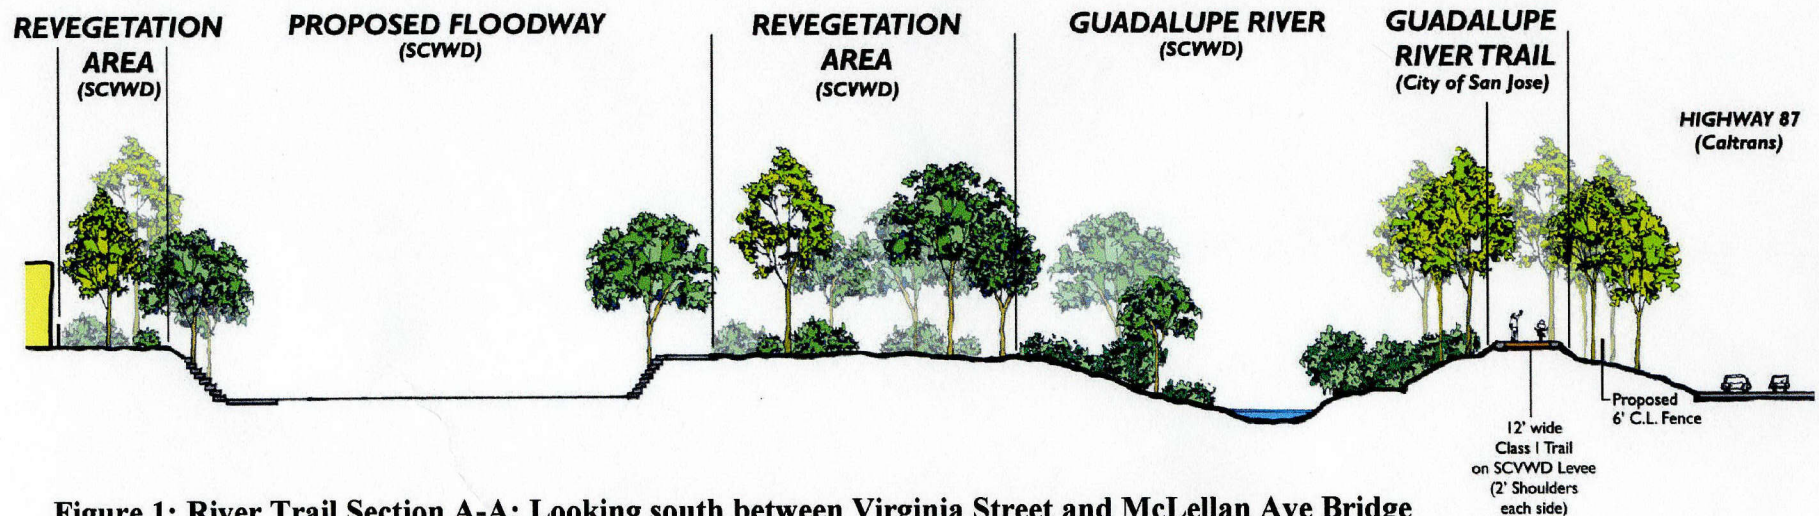 REVEGETATION
AREA
(SCVWD)
PROPOSED FLOODWAY
(SCVWD)
REVEGETATION
AREA
(SCVWD)
GUADALUPE RIVER
(SCVWD)
GUADALUPE
RIVER TRAIL
(City of San Jose)
HIGHWAY 87
(Caltrans)
Proposed
6' C.L. Fence
12' wide
Class I Trail
on SCVWD Levee
(2' Shoulders
each side)
Figure 1: River Trail Section A-A: Looking south between Virginia Street and McLellan Ave Bridge